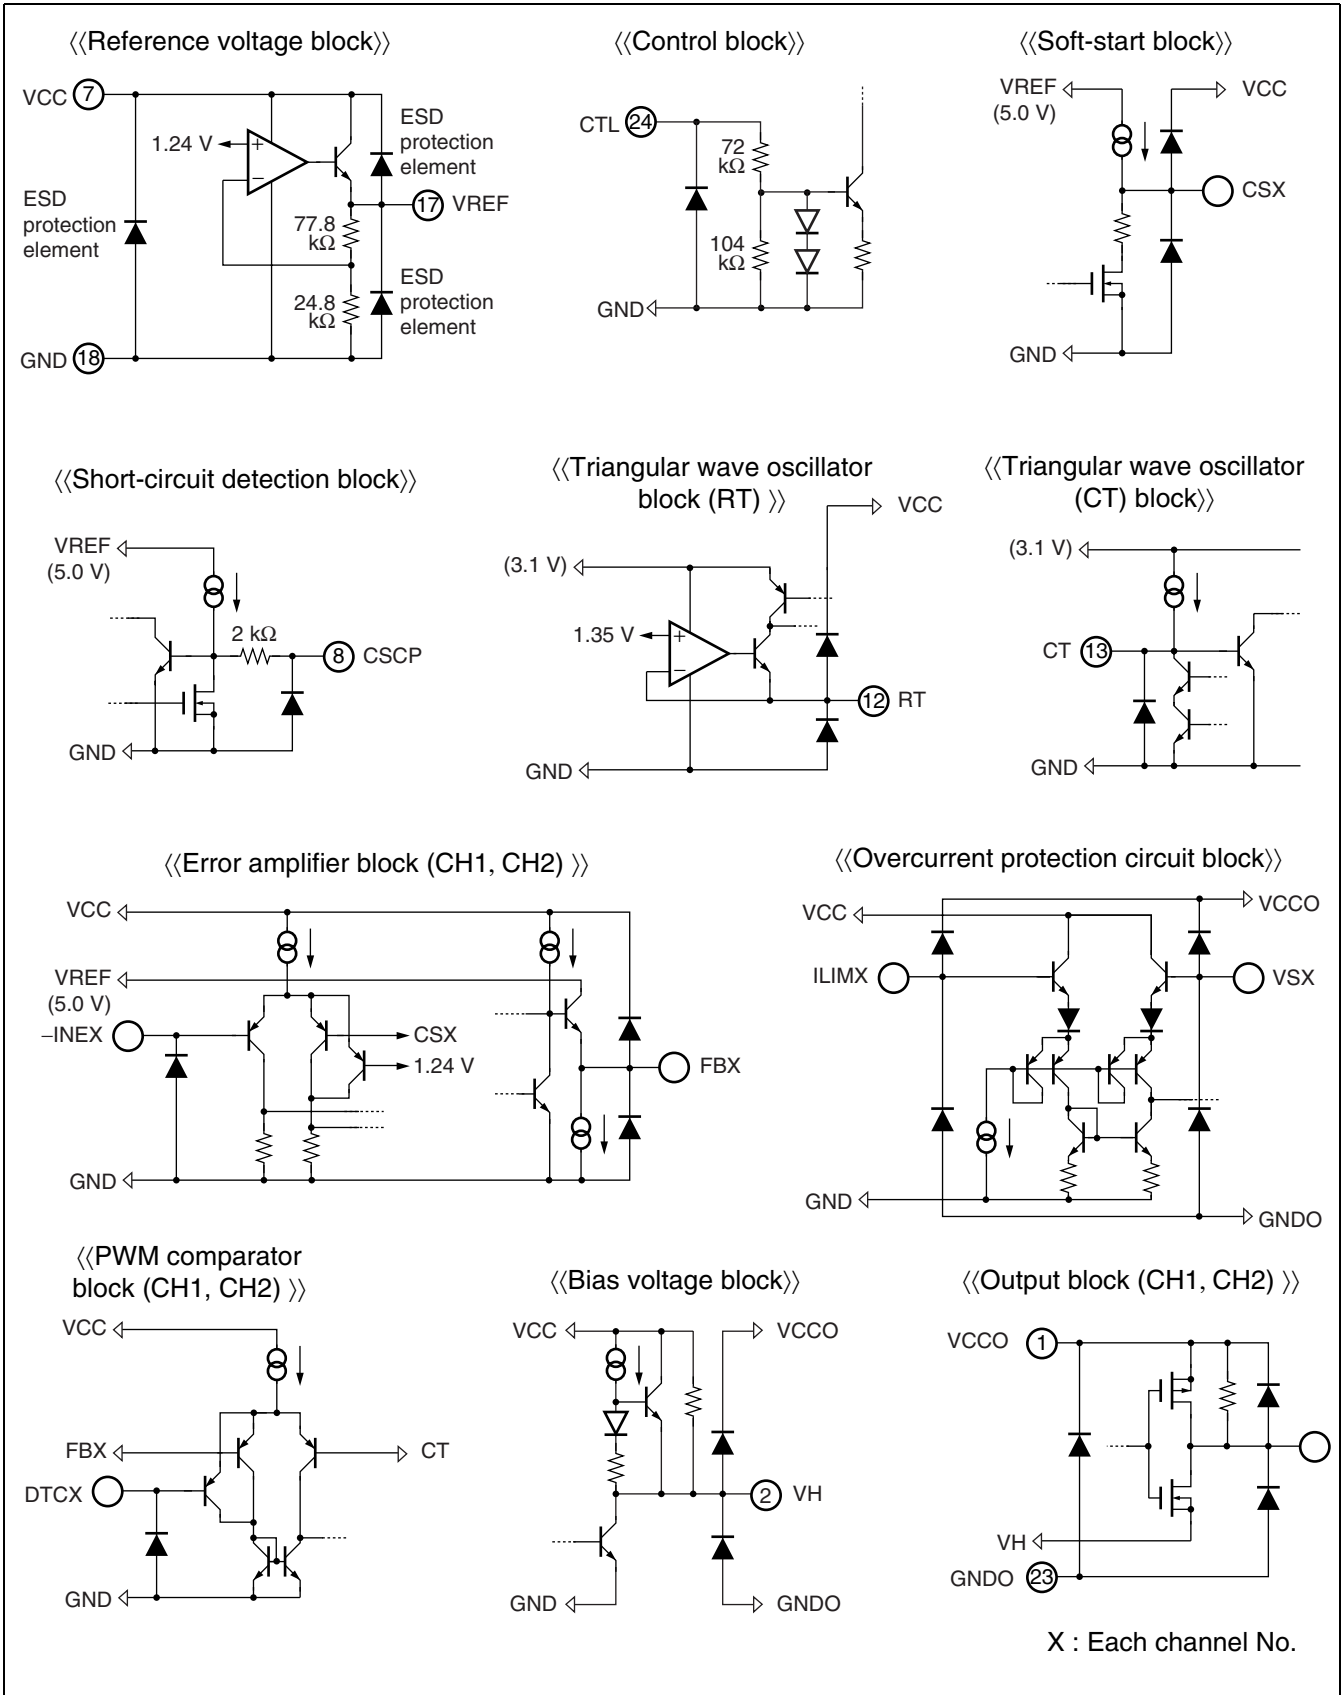 ⟨⟨Reference voltage block⟩⟩
VCC 7
1.24 V
+
−
ESD
protection
element
ESD
protection
element
17 VREF
77.8
kΩ
24.8
kΩ
ESD
protection
element
GND 18
⟨⟨Control block⟩⟩
CTL 24
72
kΩ
104
kΩ
GND
⟨⟨Soft-start block⟩⟩
VREF
(5.0 V)
VCC
CSX
GND
⟨⟨Short-circuit detection block⟩⟩
VREF
(5.0 V)
2 kΩ
8 CSCP
GND
⟨⟨Triangular wave oscillator
block (RT) ⟩⟩
VCC
(3.1 V)
1.35 V
+
−
12 RT
GND
⟨⟨Triangular wave oscillator
(CT) block⟩⟩
(3.1 V)
CT 13
GND
⟨⟨Error amplifier block (CH1, CH2) ⟩⟩
VCC
VREF
(5.0 V)
−INEX
CSX
1.24 V
FBX
GND
⟨⟨Overcurrent protection circuit block⟩⟩
VCCO
VCC
ILIMX
VSX
GND
GNDO
⟨⟨PWM comparator
block (CH1, CH2) ⟩⟩
VCC
FBX
CT
DTCX
GND
⟨⟨Bias voltage block⟩⟩
VCC
VCCO
2 VH
GND
GNDO
⟨⟨Output block (CH1, CH2) ⟩⟩
VCCO 1
VH
GNDO 23
X : Each channel No.